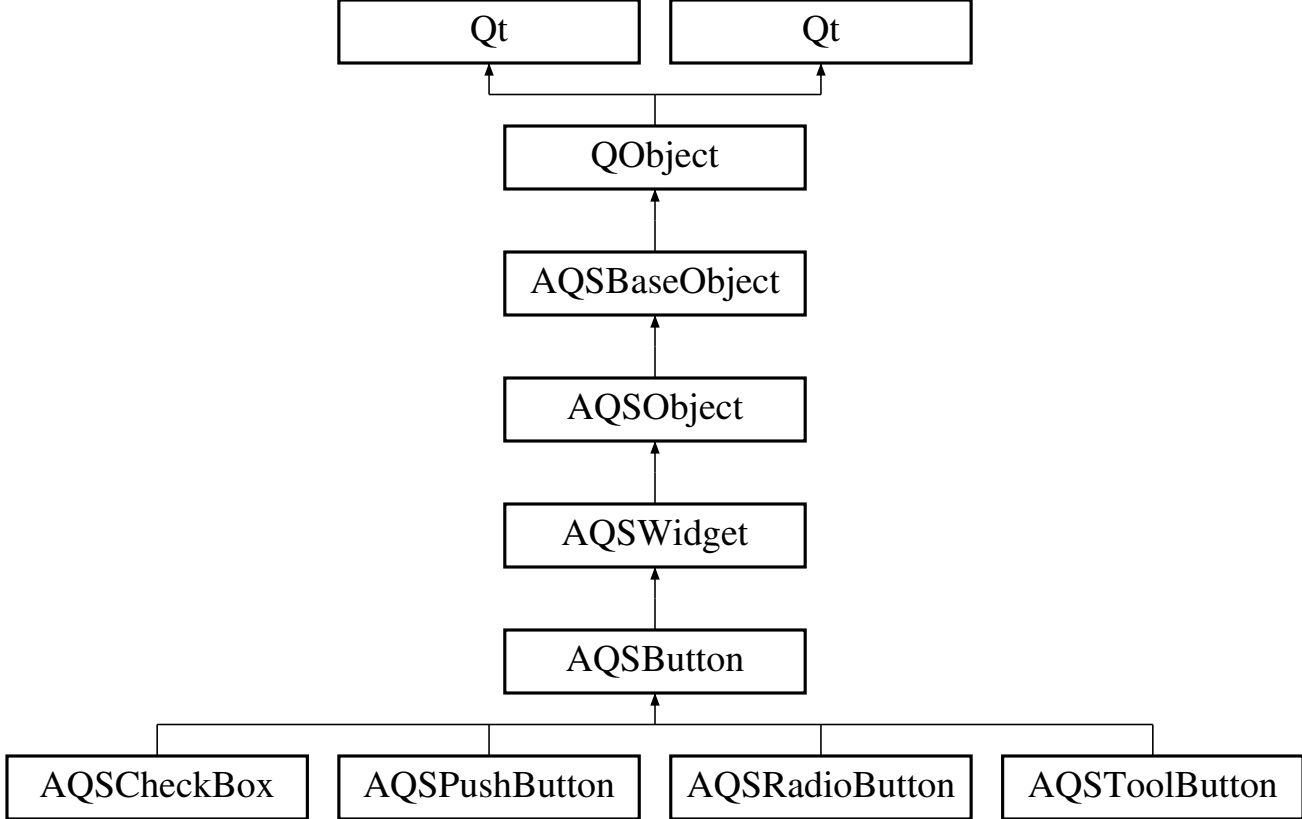 Qt
Qt
QObject
AQSBaseObject
AQSObject
AQSWidget
AQSButton
AQSCheckBox
AQSPushButton
AQSRadioButton
AQSToolButton